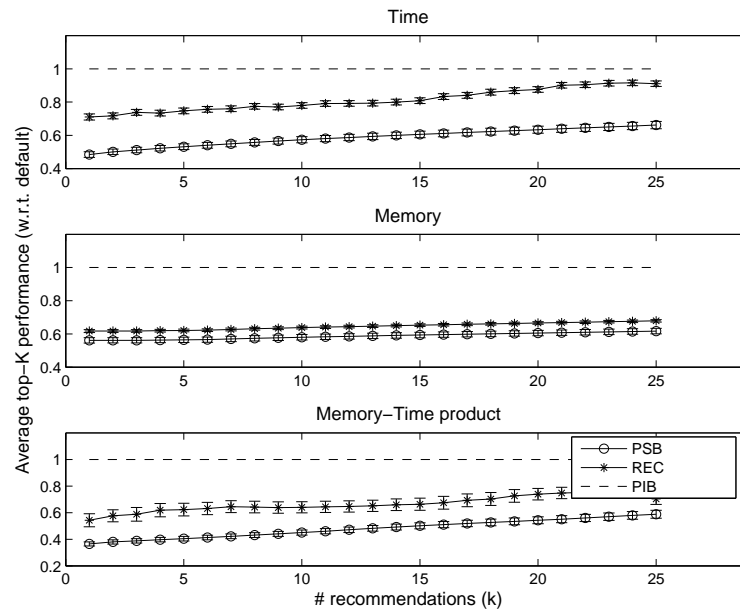 Time
1
0.8
0.6
0.4
0 5 10 15 20 25
Memory
1
0.8
0.6
0.4
0 5 10 15 20 25
Average top−K performance (w.r.t. default)
Memory−Time product
1
0.8
0.6
0.4
0.2
0 5 10 15 20 25
PSB
REC
PIB
# recommendations (k)